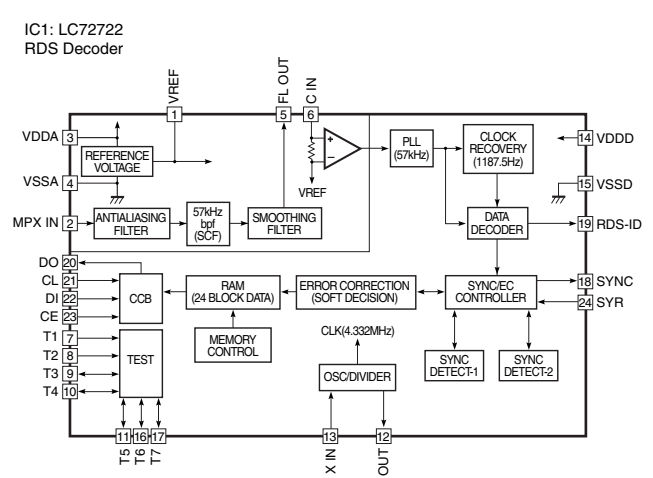 IC1: LC72722
RDS Decoder
VREF
FL OUT
C IN
1
5
6
VDDA 3
REFERENCE
VOLTAGE
VSSA 4
+
−
VREF
PLL
(57kHz)
CLOCK
RECOVERY
(1187.5Hz)
14 VDDD
15 VSSD
MPX IN 2
ANTIALIASING
FILTER
57kHz
bpf
(SCF)
SMOOTHING
FILTER
DATA
DECODER
19 RDS-ID
DO 20
CL 21
DI 22
CE 23
CCB
RAM
(24 BLOCK DATA)
ERROR CORRECTION
(SOFT DECISION)
SYNC/EC
CONTROLLER
18 SYNC
24 SYR
T1 7
T2 8
T3 9
T4 10
TEST
MEMORY
CONTROL
CLK(4.332MHz)
OSC/DIVIDER
SYNC
DETECT-1
SYNC
DETECT-2
11
16
17
13
12
T5
T6
T7
X IN
OUT